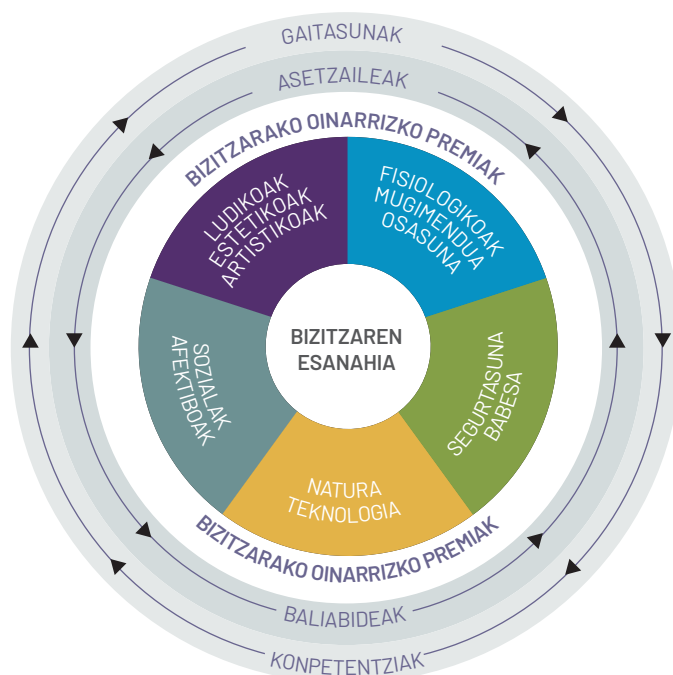 GAITASUNAK
ASETZAILEAK
BIZITZARAKO OINARRIZKO PREMIAK
LUDIKOAK
ESTETIKOAK
ARTISTIKOAK
FISIOLOGIKOAK
MUGIMENDUA
OSASUNA
BIZITZAREN
ESANAHIA
SOZIALAK
AFEKTIBOAK
SEGURTASUNA
BABESA
NATURA
TEKNOLOGIA
BIZITZARAKO OINARRIZKO PREMIAK
BALIABIDEAK
KONPETENTZIAK